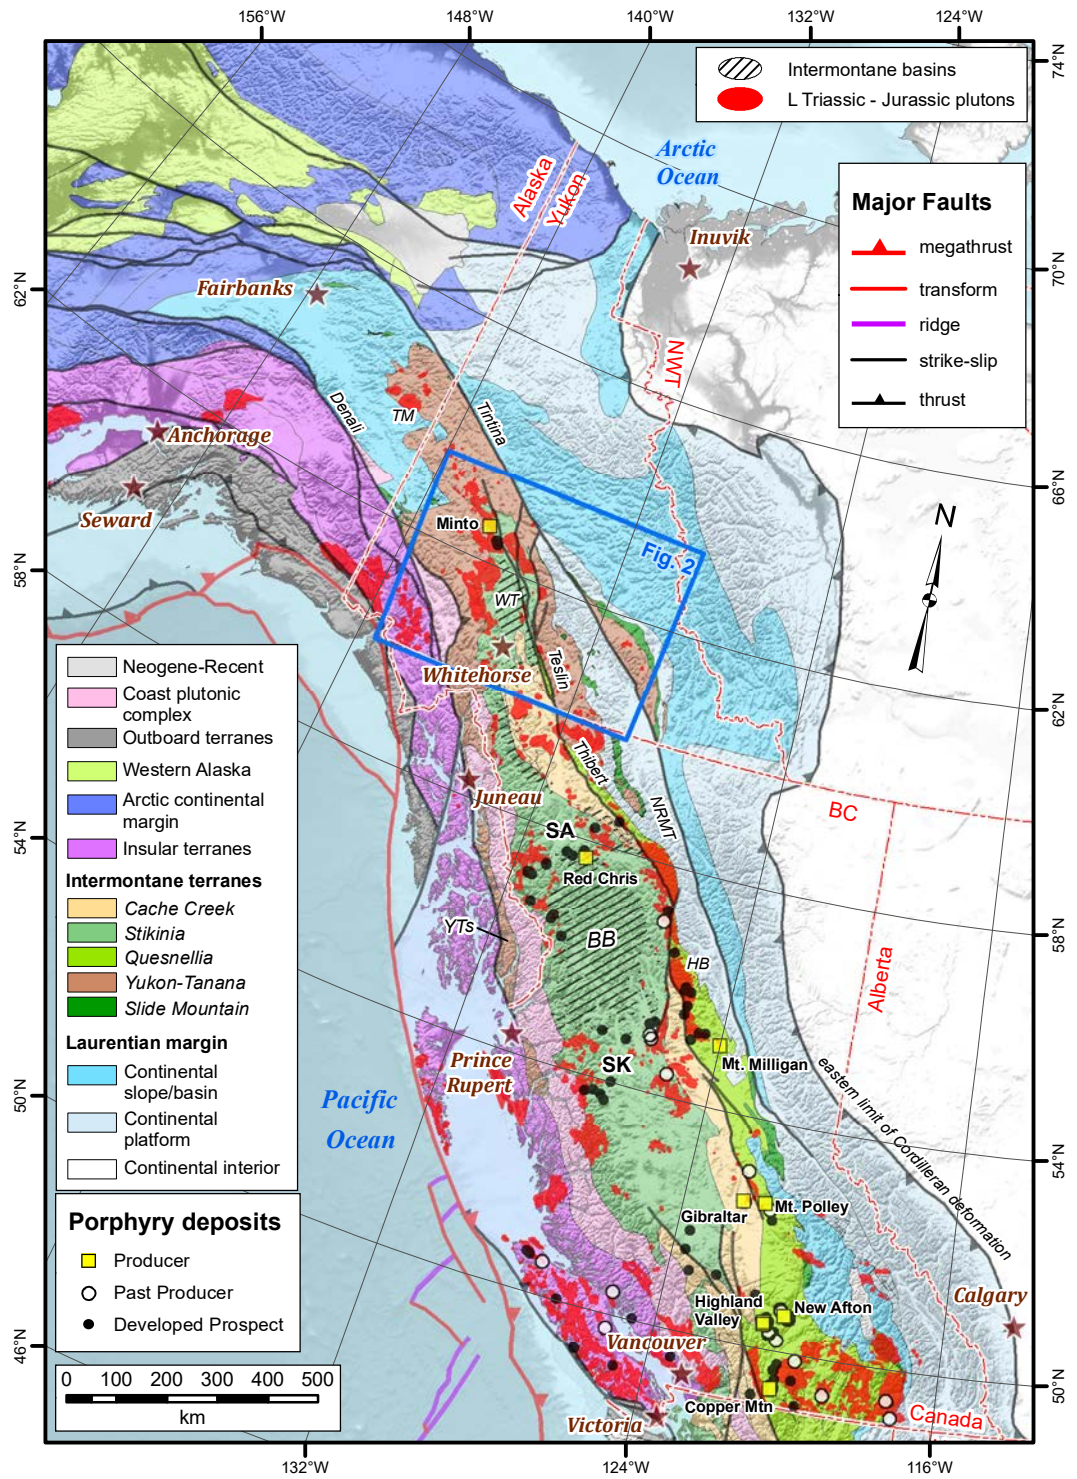 156°W
148°W
140°W
132°W
124°W
74°N
70°N
66°N
62°N
58°N
54°N
50°N
62°N
58°N
54°N
50°N
46°N
132°W
124°W
116°W
Intermontane basins
L Triassic - Jurassic plutons
Major Faults
megathrust
transform
ridge
strike-slip
thrust
Arctic
Ocean
Alaska
Yukon
Inuvik
NWT
Fairbanks
Denali
TM
Tintina
Anchorage
Seward
Minto
Fig. 2
N
WT
Whitehorse
Teslin
Thibert
Juneau
NRMT
BC
Alberta
SA
Red Chris
YTs
BB
HB
SK
Mt. Milligan
Prince
Rupert
Pacific
Ocean
eastern limit of Cordilleran deformation
Gibraltar
Mt. Polley
Highland
Valley
New Afton
Calgary
Vancouver
Copper Mtn
Victoria
Canada
Neogene-Recent
Coast plutonic
complex
Outboard terranes
Western Alaska
Arctic continental
margin
Insular terranes
Intermontane terranes
Cache Creek
Stikinia
Quesnellia
Yukon-Tanana
Slide Mountain
Laurentian margin
Continental
slope/basin
Continental
platform
Continental interior
Porphyry deposits
Producer
Past Producer
Developed Prospect
0 100 200 300 400 500
km